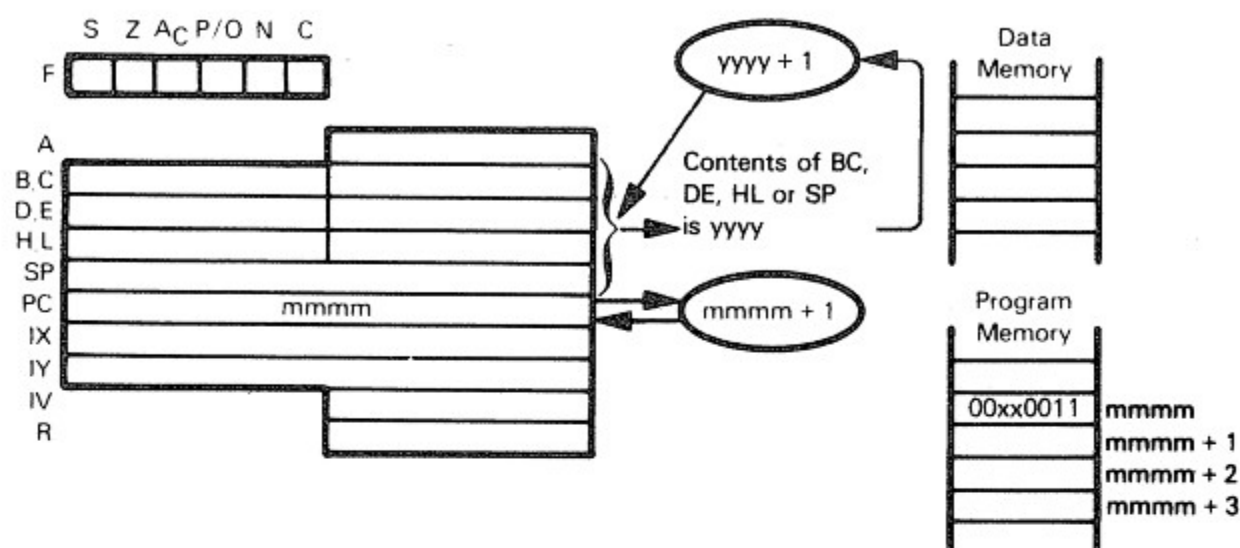 S Z AC P/O N C
F
yyyy + 1
Data
Memory
A
B,C
D,E
H,L
SP
PC
IX
IY
IV
R
Contents of BC,
DE, HL or SP
is yyyy
mmmm
mmmm + 1
Program
Memory
00xx0011 mmmm
mmmm + 1
mmmm + 2
mmmm + 3